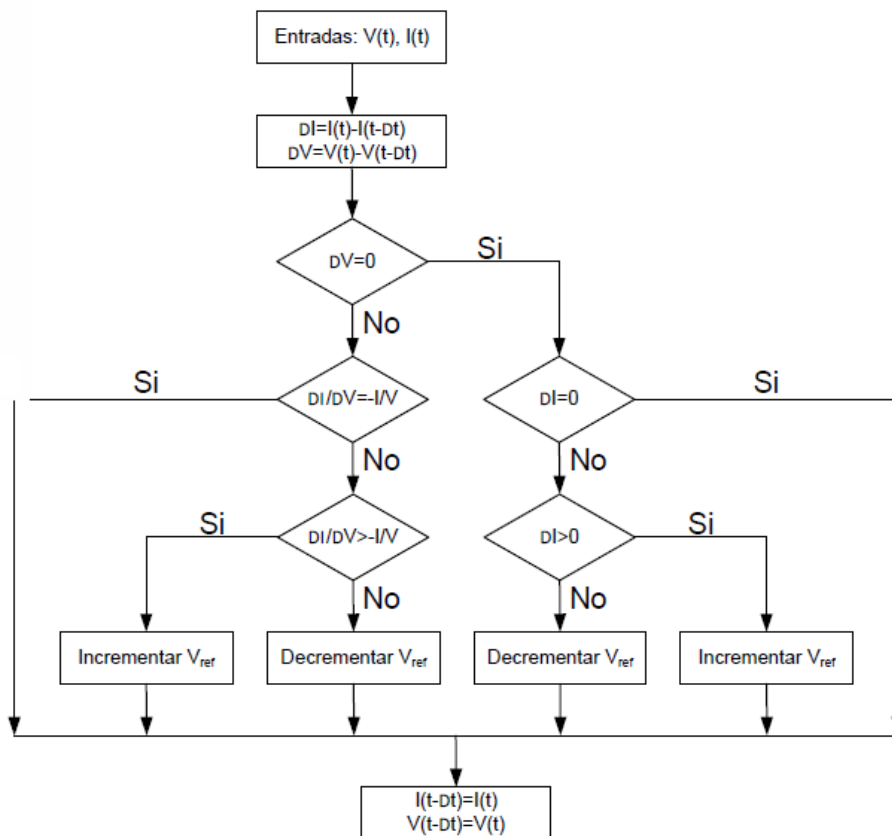 Entradas: V(t), I(t)
DI=I(t)-I(t-Dt)
DV=V(t)-V(t-Dt)
DV=0
Si
No
Si
DI/DV=-I/V
DI=0
Si
No
No
Si
DI/DV>-I/V
DI>0
Si
No
No
Incrementar Vref
Decrementar Vref
Decrementar Vref
Incrementar Vref
I(t-Dt)=I(t)
V(t-Dt)=V(t)